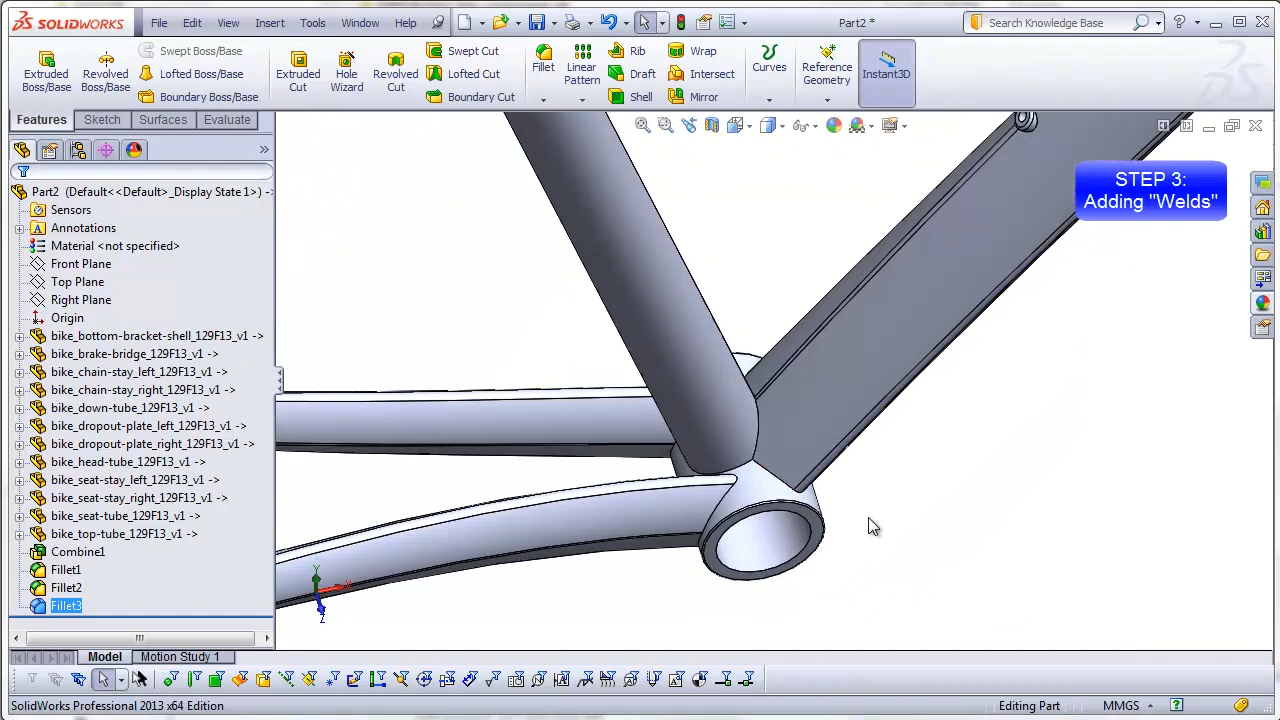 SOLIDWORKS File Edit View Insert Tools Window Help Part2 * Search Knowledge Base
Extruded Boss/Base
Revolved Boss/Base
Swept Boss/Base
Lofted Boss/Base
Boundary Boss/Base
Extruded Cut
Hole Wizard
Revolved Cut
Swept Cut
Lofted Cut
Boundary Cut
Fillet
Linear Pattern
Rib
Draft
Shell
Wrap
Intersect
Mirror
Curves
Reference Geometry
Instant3D
Features Sketch Surfaces Evaluate
Part2 (Default<<Default>_Display State 1>)
Sensors
Annotations
Material <not specified>
Front Plane
Top Plane
Right Plane
Origin
bike_bottom-bracket-shell_129F13_v1 ->
bike_brake-bridge_129F13_v1 ->
bike_chain-stay_left_129F13_v1 ->
bike_chain-stay_right_129F13_v1 ->
bike_down-tube_129F13_v1 ->
bike_dropout-plate_left_129F13_v1 ->
bike_dropout-plate_right_129F13_v1 ->
bike_head-tube_129F13_v1 ->
bike_seat-stay_left_129F13_v1 ->
bike_seat-stay_right_129F13_v1 ->
bike_seat-tube_129F13_v1 ->
bike_top-tube_129F13_v1 ->
Combine1
Fillet1
Fillet2
Fillet3
STEP 3:
Adding "Welds"
Y
X
Z
Model Motion Study 1
SolidWorks Professional 2013 x64 Edition Editing Part MMGS